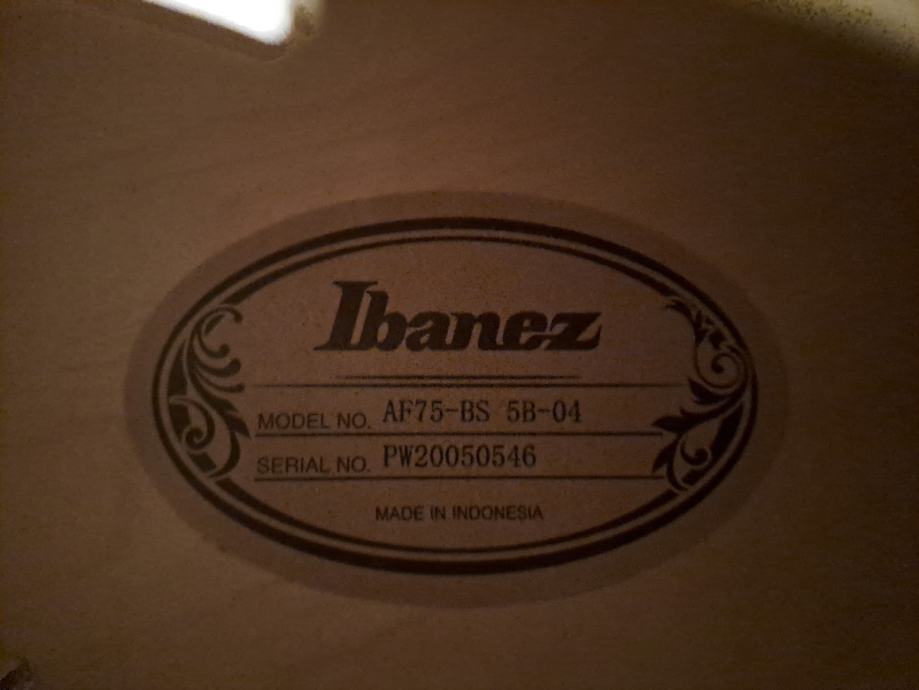 Ibanez
MODEL NO. AF75-BS 5B-04
SERIAL NO. PW20050546
MADE IN INDONESIA